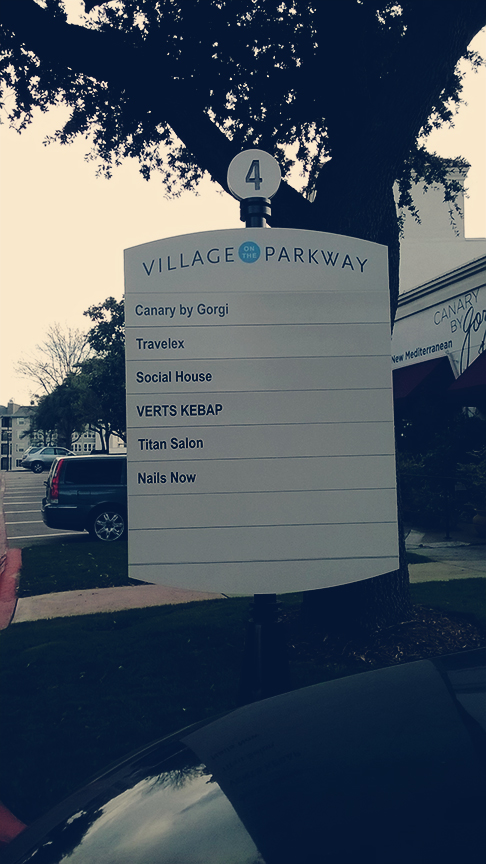 4
VILLAGE ON THE PARKWAY
Canary by Gorgi
Travelex
Social House
VERTS KEBAP
Titan Salon
Nails Now
CANARY
BY
New Mediterranean